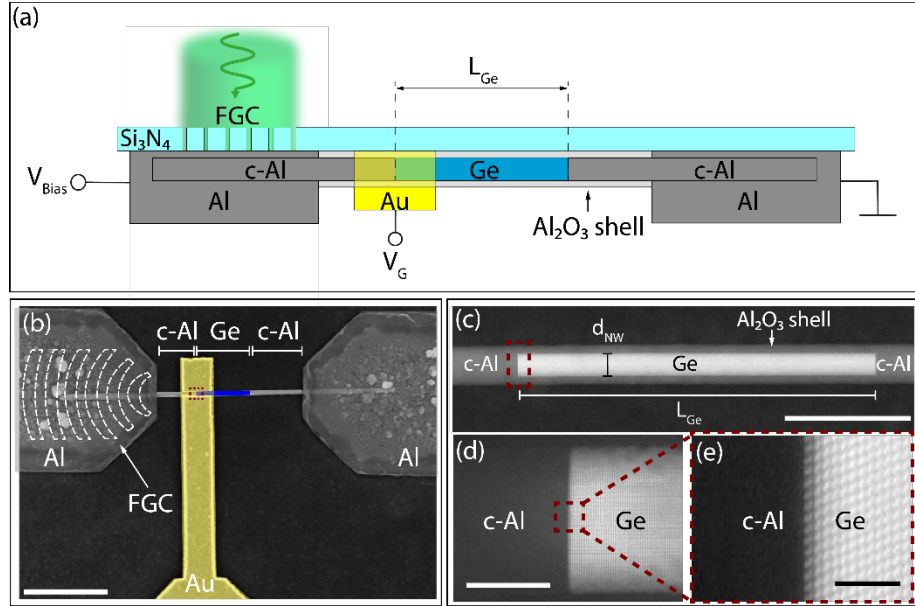 (a)
L_Ge
FGC
Si₃N₄
c-Al
Ge
c-Al
V_Bias
Al
Au
Al
Al₂O₃ shell
V_G
(b)
c-Al Ge c-Al
Al
Al
FGC
Au
(c)
Al₂O₃ shell
d_NW
c-Al
Ge
c-Al
L_Ge
(d)
c-Al
Ge
(e)
c-Al
Ge